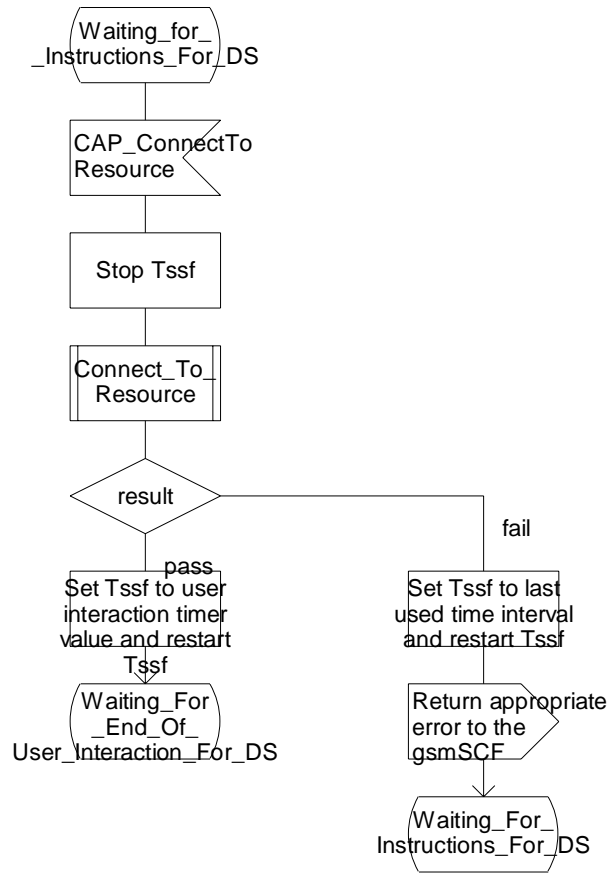 Waiting_for_
_Instructions_For_DS
CAP_ConnectTo
Resource
Stop Tssf
Connect_To_
Resource
result
fail
pass
Set Tssf to user
interaction timer
value and restart
Tssf
Set Tssf to last
used time interval
and restart Tssf
Waiting_For
_End_Of_
User_Interaction_For_DS
Return appropriate
error to the
gsmSCF
Waiting_For_
Instructions_For_DS